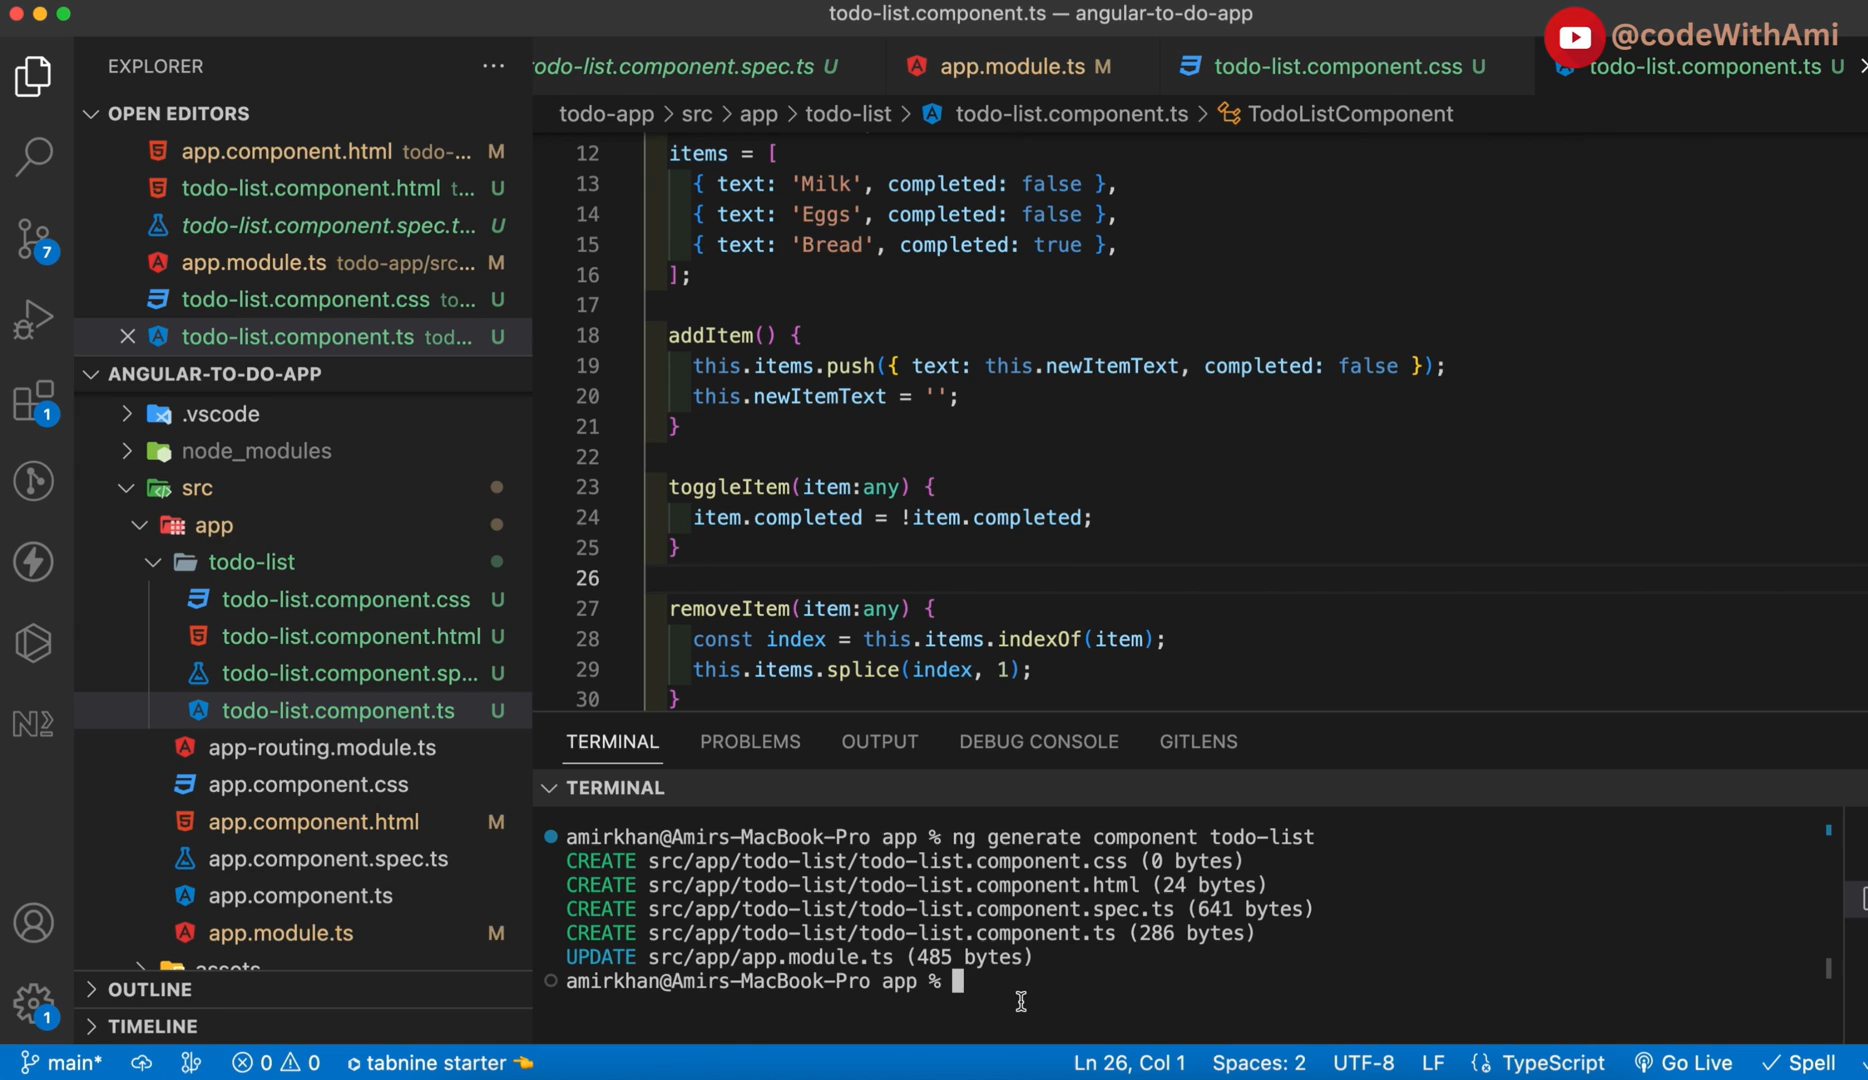 todo-list.component.ts — angular-to-do-app
@codeWithAmi
EXPLORER
OPEN EDITORS
app.component.html todo-... M
todo-list.component.html t... U
todo-list.component.spec.t... U
app.module.ts todo-app/src... M
todo-list.component.css to... U
todo-list.component.ts tod... U
ANGULAR-TO-DO-APP
.vscode
node_modules
src
app
todo-list
todo-list.component.css U
todo-list.component.html U
todo-list.component.sp... U
todo-list.component.ts U
app-routing.module.ts
app.component.css
app.component.html M
app.component.spec.ts
app.component.ts
app.module.ts M
assets
OUTLINE
TIMELINE
7
1
1
odo-list.component.spec.ts U
app.module.ts M
todo-list.component.css U
todo-list.component.ts U
todo-app > src > app > todo-list > todo-list.component.ts > TodoListComponent
12 items = [
13 { text: 'Milk', completed: false },
14 { text: 'Eggs', completed: false },
15 { text: 'Bread', completed: true },
16 ];
17
18 addItem() {
19 this.items.push({ text: this.newItemText, completed: false });
20 this.newItemText = '';
21 }
22
23 toggleItem(item:any) {
24 item.completed = !item.completed;
25 }
26
27 removeItem(item:any) {
28 const index = this.items.indexOf(item);
29 this.items.splice(index, 1);
30 }
TERMINAL PROBLEMS OUTPUT DEBUG CONSOLE GITLENS
TERMINAL
amirkhan@Amirs-MacBook-Pro app % ng generate component todo-list
CREATE src/app/todo-list/todo-list.component.css (0 bytes)
CREATE src/app/todo-list/todo-list.component.html (24 bytes)
CREATE src/app/todo-list/todo-list.component.spec.ts (641 bytes)
CREATE src/app/todo-list/todo-list.component.ts (286 bytes)
UPDATE src/app/app.module.ts (485 bytes)
amirkhan@Amirs-MacBook-Pro app %
main* 0 0 tabnine starter Ln 26, Col 1 Spaces: 2 UTF-8 LF {} TypeScript Go Live Spell